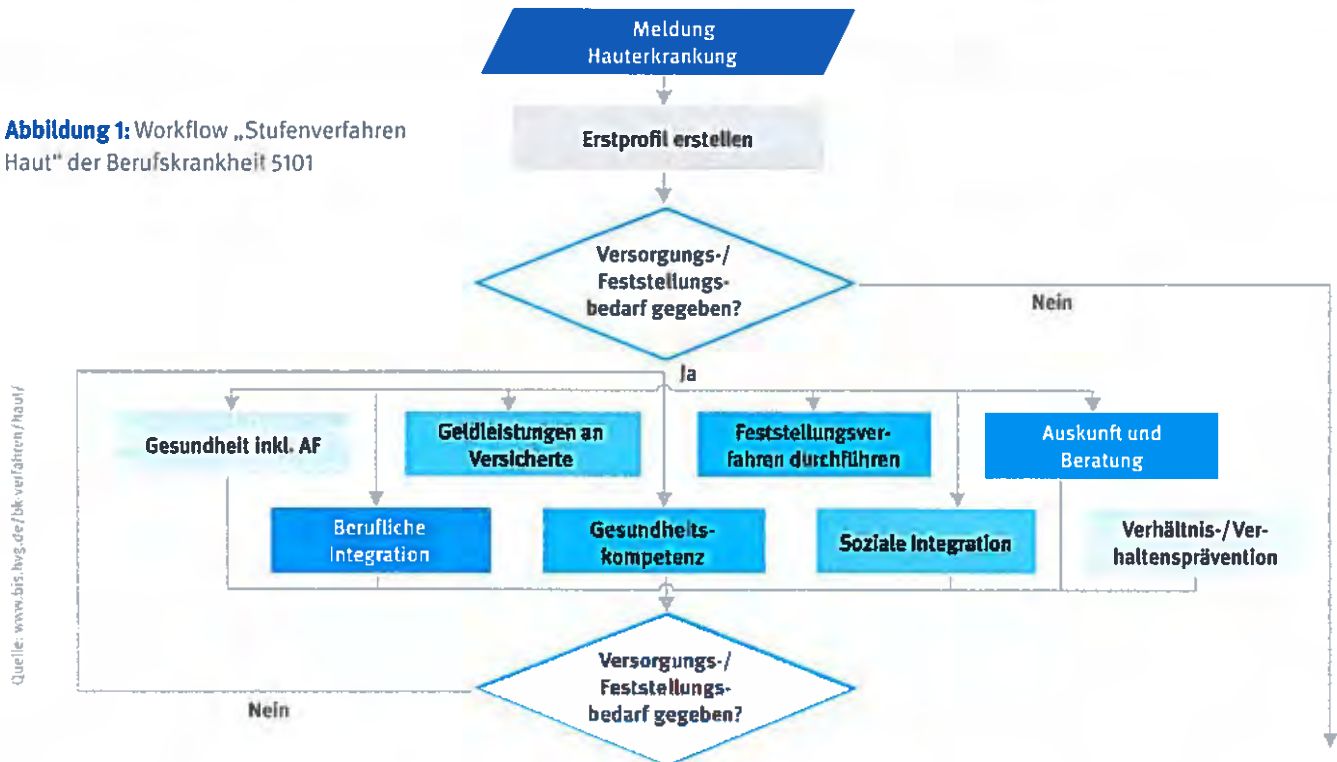 Meldung
Hauterkrankung
Abbildung 1: Workflow „Stufenverfahren
Haut" der Berufskrankheit 5101
Erstprofil erstellen
Versorgungs-/
Feststellungs-
bedarf gegeben?
Nein
Ja
Gesundheit inkl. AF
Geldleistungen an
Versicherte
Feststellungsver-
fahren durchführen
Auskunft und
Beratung
Berufliche
Integration
Gesundheits-
kompetenz
Soziale Integration
Verhältnis-/Ver-
haltensprävention
Versorgungs-/
Feststellungs-
bedarf gegeben?
Nein
Quelle: www.bis.hvg.de/bk-verfahren/haut/